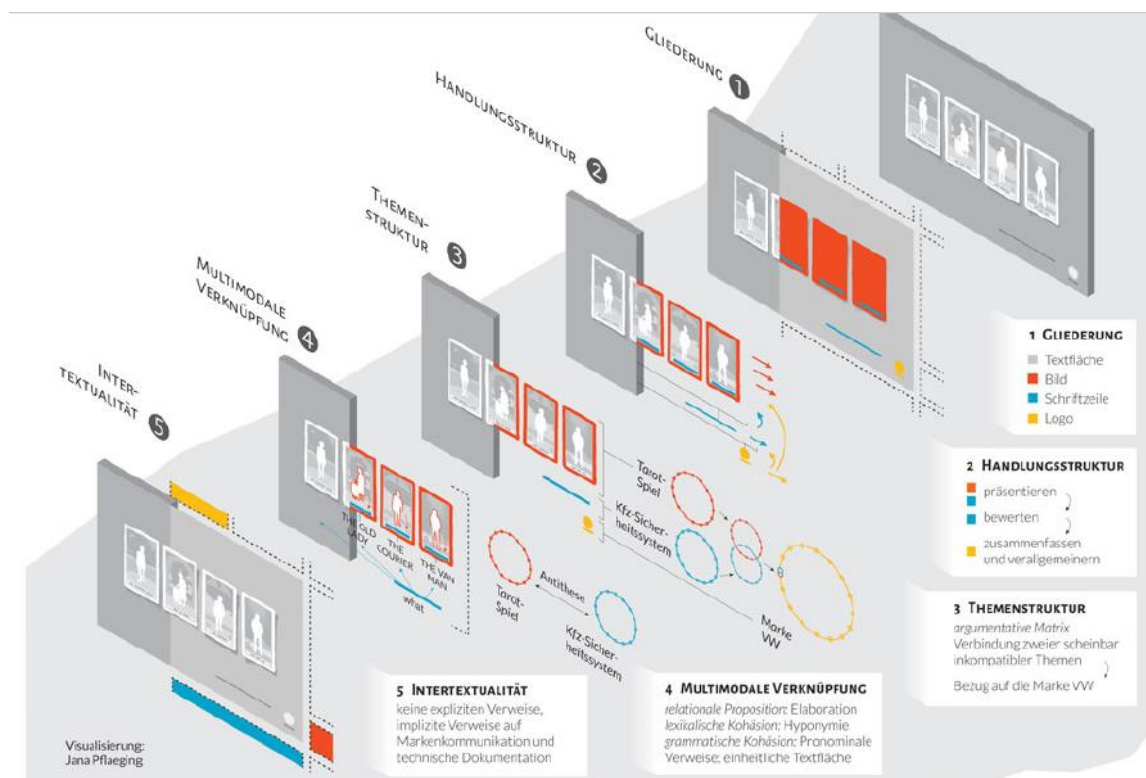 GLIEDERUNG 1
HANDLUNGSSTRUKTUR 2
THEMEN-
STRUKTUR 3
MULTIMODALE
VERKNÜPFUNG 4
INTER-
TEXTUALITÄT 5
THE OLD
LADY
THE
COURIER
THE VAN
MAN
what
Tarot-
Spiel
Antithese
Kfz-Sicher-
heitssystem
Tarot-
Spiel
Kfz-Sicher-
heitssystem
Marke
VW
1 GLIEDERUNG
Textfläche
Bild
Schriftzeile
Logo
2 HANDLUNGSSTRUKTUR
präsentieren
bewerten
zusammenfassen
und verallgemeinern
3 THEMENSTRUKTUR
argumentative Matrix
Verbindung zweier scheinbar
inkompatibler Themen
Bezug auf die Marke VW
4 MULTIMODALE VERKNÜPFUNG
relationale Proposition: Elaboration
lexikalische Kohäsion: Hyponymie
grammatische Kohäsion: Pronominale
Verweise; einheitliche Textfläche
5 INTERTEXTUALITÄT
keine expliziten Verweise,
implizite Verweise auf
Markenkommunikation und
technische Dokumentation
Visualisierung:
Jana Pflaeging